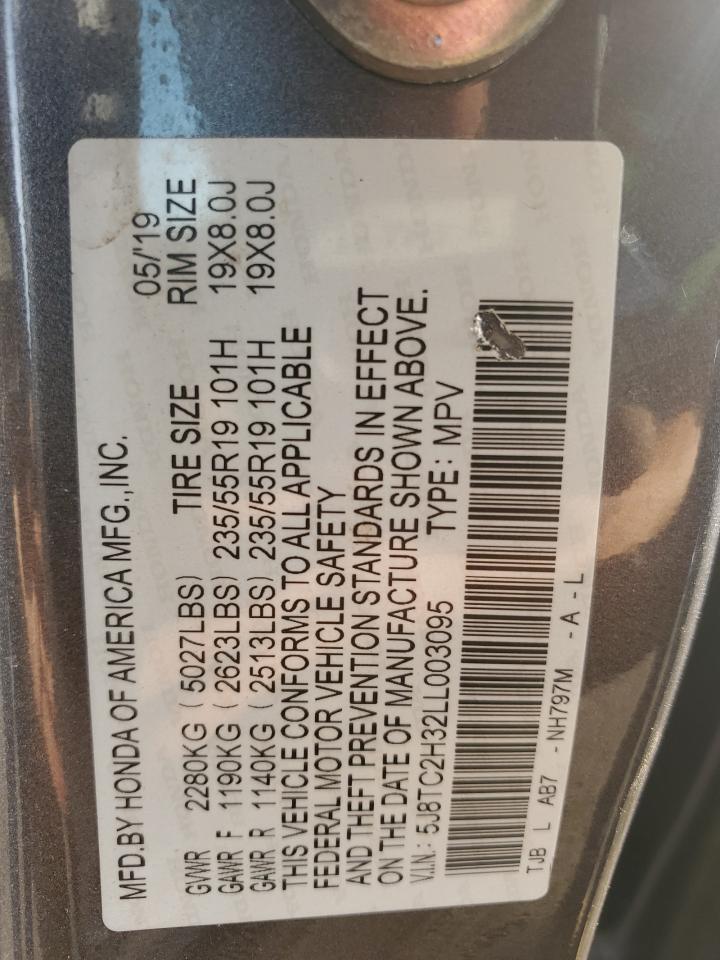 MFD.BY HONDA OF AMERICA MFG.,INC. 05/'19
TIRE SIZE RIM SIZE
GVWR 2280KG ( 5027LBS)
GAWR F 1190KG ( 2623LBS) 235/55R19 101H 19X8.0J
GAWR R 1140KG ( 2513LBS) 235/55R19 101H 19X8.0J
THIS VEHICLE CONFORMS TO ALL APPLICABLE
FEDERAL MOTOR VEHICLE SAFETY
AND THEFT PREVENTION STANDARDS IN EFFECT
ON THE DATE OF MANUFACTURE SHOWN ABOVE.
V.I.N.: 5J8TC2H32LL003095 TYPE: MPV
TJB L AB7 - NH797M - A - L